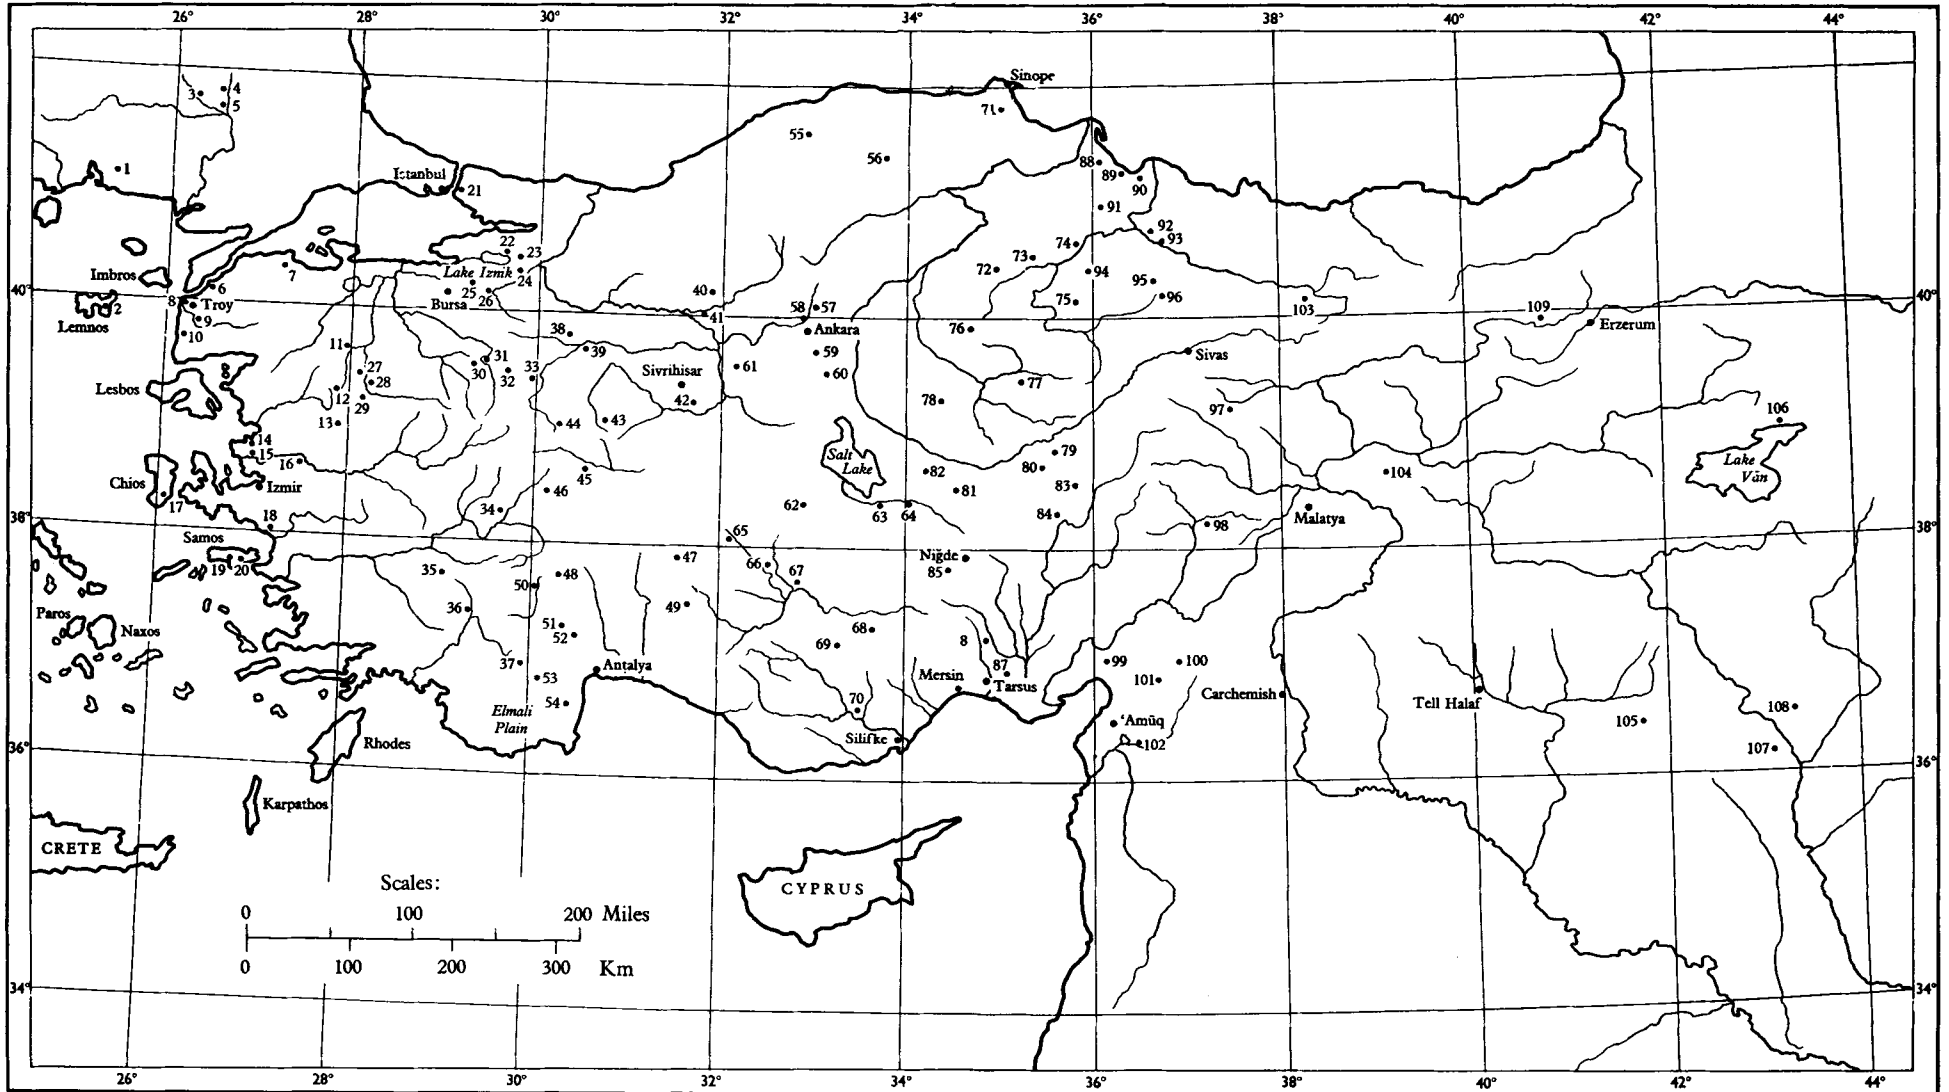 26° 28° 30° 32° 34° 36° 38° 40° 42° 44°
Sinope
3 4
5
71
55
56
1
88
89
90
Istanbul
21
91
92
93
22
23
74
73
72
94
7
Lake Iznik
24
Imbros
25
26
95
96
75
40°
40°
6
8
Troy
Bursa
40
41
58 57
103
2
Lemnos
9
10
Ankara
76
109
Erzerum
38
39
11
59
Sivas
31
30
32
33
61
60
27
28
Sivrihisar
77
Lesbos
12
29
42
78
97
106
13
44
43
14
15
16
Salt
Lake
79
80
82
Lake
Van
104
Chios
Izmir
45
46
81
83
17
34
62
63
64
84
98
Malatya
38°
38°
18
Samos
65
19 20
47
66
Niğde
85
35
48
50
67
36
49
Paros
Naxos
51
52
68
69
8
37
Antalya
87
99
100
53
Mersin
Tarsus
101
Carchemish
Tell Halaf
54
Elmali
Plain
70
108
105
Silifke
'Amūq
102
107
Rhodes
36°
36°
Karpathos
CRETE
CYPRUS
Scales:
0 100 200 Miles
0 100 200 300 Km
34°
34°
26° 28° 30° 32° 34° 36° 38° 40° 42° 44°